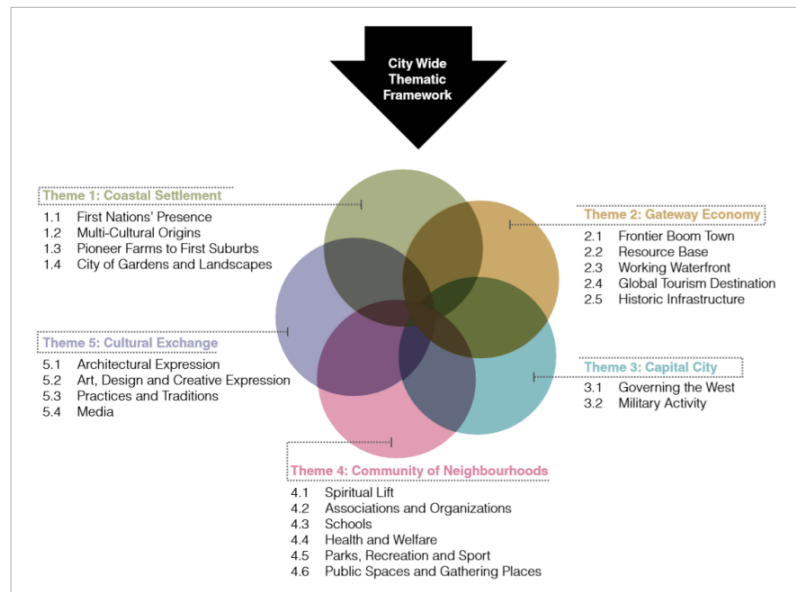 City Wide
Thematic
Framework
Theme 1: Coastal Settlement
1.1 First Nations' Presence
1.2 Multi-Cultural Origins
1.3 Pioneer Farms to First Suburbs
1.4 City of Gardens and Landscapes
Theme 2: Gateway Economy
2.1 Frontier Boom Town
2.2 Resource Base
2.3 Working Waterfront
2.4 Global Tourism Destination
2.5 Historic Infrastructure
Theme 5: Cultural Exchange
5.1 Architectural Expression
5.2 Art, Design and Creative Expression
5.3 Practices and Traditions
5.4 Media
Theme 3: Capital City
3.1 Governing the West
3.2 Military Activity
Theme 4: Community of Neighbourhoods
4.1 Spiritual Lift
4.2 Associations and Organizations
4.3 Schools
4.4 Health and Welfare
4.5 Parks, Recreation and Sport
4.6 Public Spaces and Gathering Places